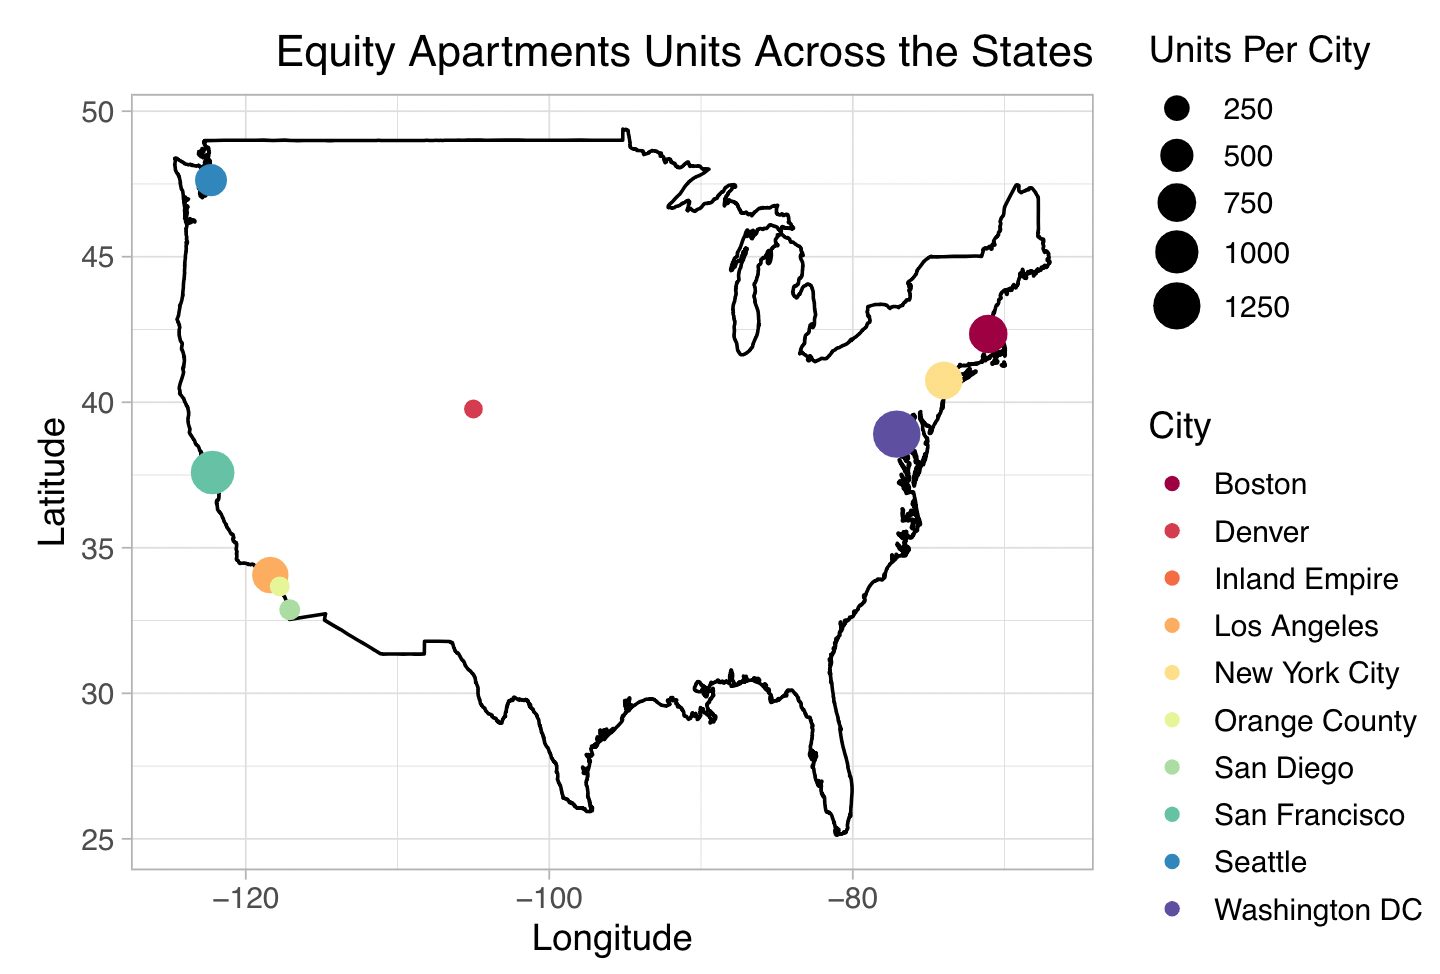 Equity Apartments Units Across the States
50
45
40
35
30
25
Latitude
−120
−100
−80
Longitude
Units Per City
250
500
750
1000
1250
City
Boston
Denver
Inland Empire
Los Angeles
New York City
Orange County
San Diego
San Francisco
Seattle
Washington DC